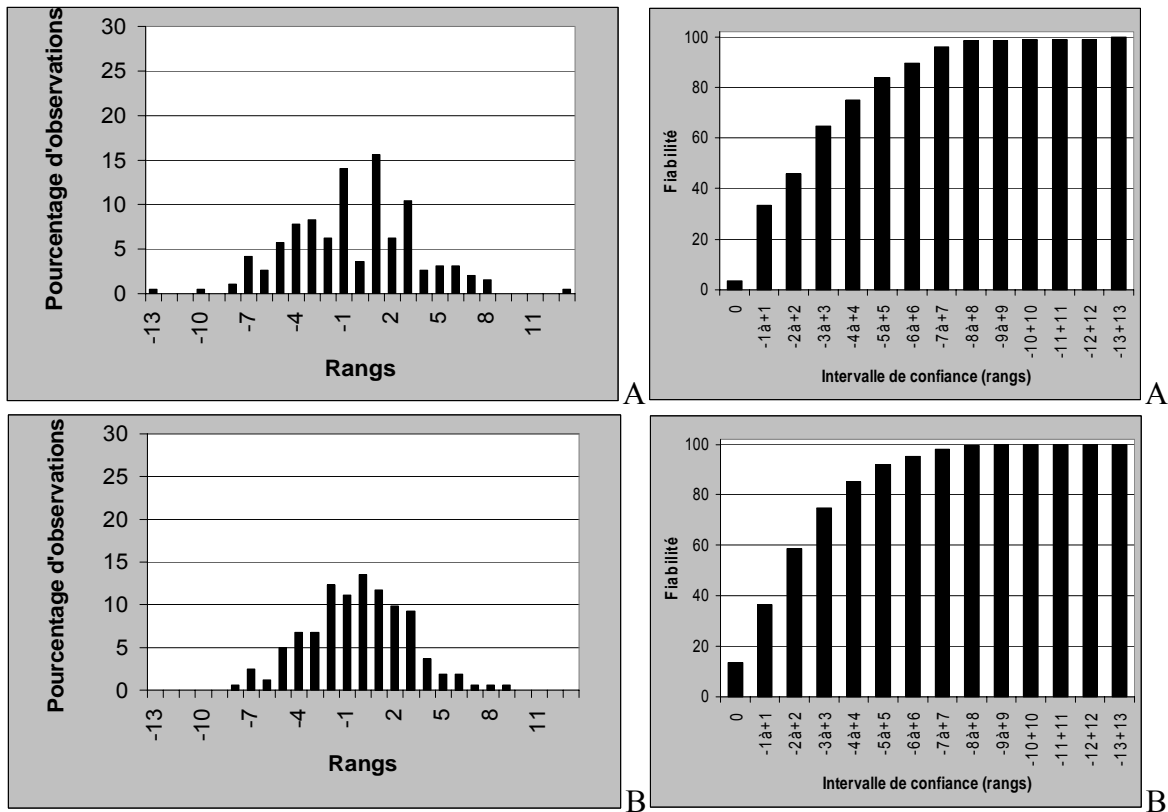 Pourcentage d'observations
30
25
20
15
10
5
0
-13
-10
-7
-4
-1
2
5
8
11
Rangs
A
Fiabilité
100
80
60
40
20
0
0
-1à+1
-2à+2
-3à+3
-4à+4
-5à+5
-6à+6
-7à+7
-8à+8
-9à+9
-10+10
-11+11
-12+12
-13+13
Intervalle de confiance (rangs)
A
Pourcentage d'observations
30
25
20
15
10
5
0
-13
-10
-7
-4
-1
2
5
8
11
Rangs
B
Fiabilité
100
80
60
40
20
0
0
-1à+1
-2à+2
-3à+3
-4à+4
-5à+5
-6à+6
-7à+7
-8à+8
-9à+9
-10+10
-11+11
-12+12
-13+13
Intervalle de confiance (rangs)
B